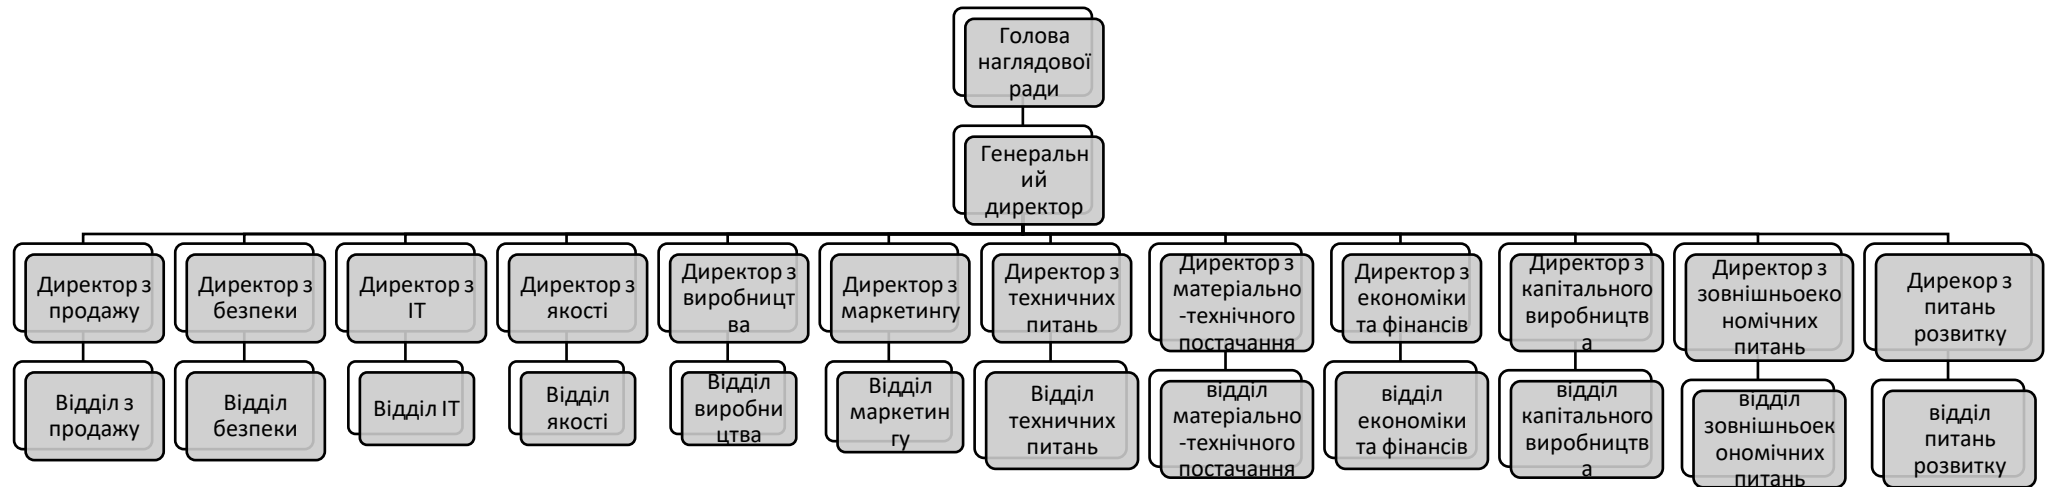 Голова
наглядової
ради
Генеральн
ий
директор
Директор з
продажу
Директор з
безпеки
Директор з
ІТ
Директор з
якості
Директор з
виробницт
ва
Директор з
маркетингу
Директор з
техничних
питань
Директор з
матеріально
-технічного
постачання
Директор з
економіки
та фінансів
Директор з
капітального
виробництв
а
Директор з
зовнішньоеко
номічних
питань
Дирекор з
питань
розвитку
Відділ з
продажу
Відділ
безпеки
Відділ ІТ
Відділ
якості
Відділ
виробни
цтва
Відділ
маркетин
гу
Відділ
техничних
питань
відділ
матеріально
-технічного
постачання
відділ
економіки
та фінансів
відділ
капітального
виробництв
а
відділ
зовнішньоек
ономічних
питань
відділ
питань
розвитку